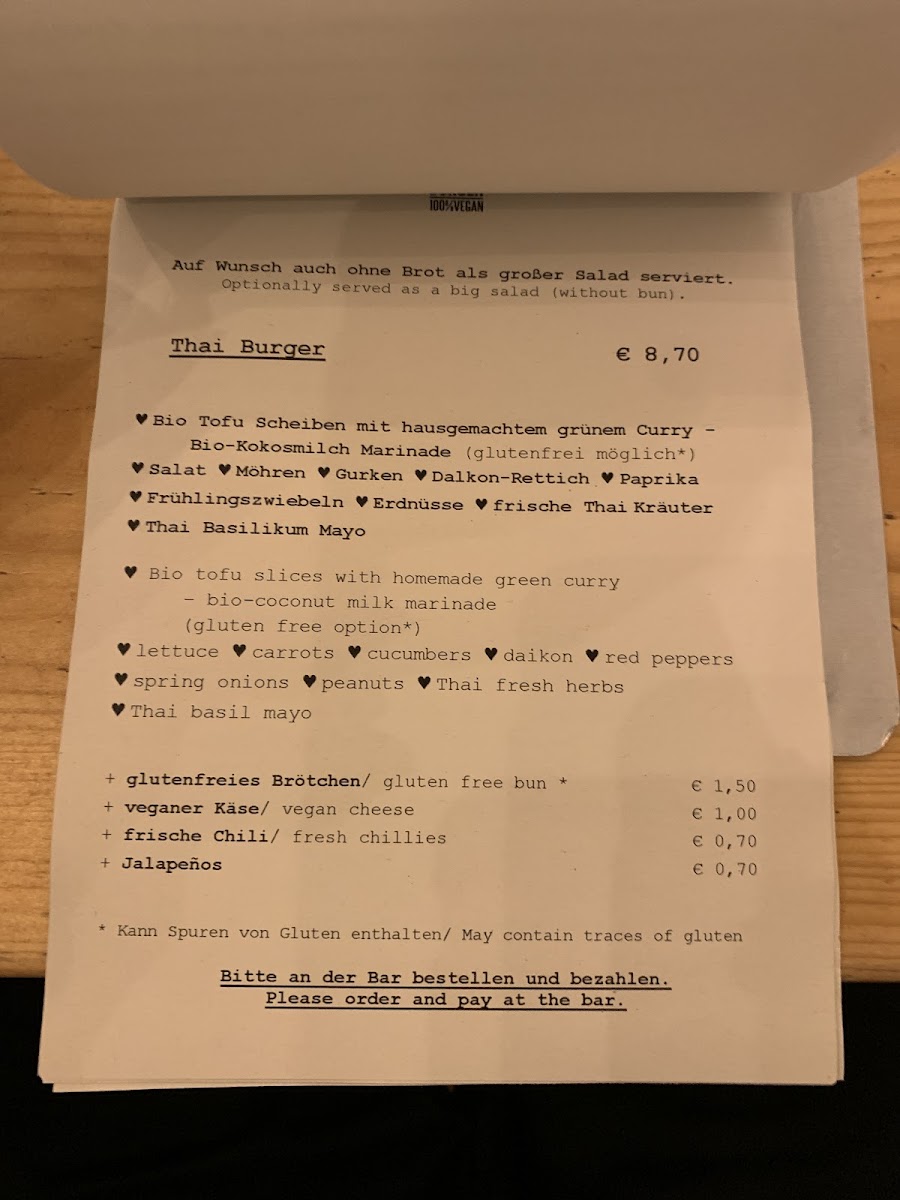 100%VEGAN
Auf Wunsch auch ohne Brot als großer Salad serviert.
Optionally served as a big salad (without bun).
Thai Burger € 8,70
♥ Bio Tofu Scheiben mit hausgemachtem grünem Curry –
Bio-Kokosmilch Marinade (glutenfrei möglich*)
♥ Salat ♥ Möhren ♥ Gurken ♥ Dalkon-Rettich ♥ Paprika
♥ Frühlingszwiebeln ♥ Erdnüsse ♥ frische Thai Kräuter
♥ Thai Basilikum Mayo
♥ Bio tofu slices with homemade green curry
– bio-coconut milk marinade
(gluten free option*)
♥ lettuce ♥ carrots ♥ cucumbers ♥ daikon ♥ red peppers
♥ spring onions ♥ peanuts ♥ Thai fresh herbs
♥ Thai basil mayo
+ glutenfreies Brötchen/ gluten free bun * € 1,50
+ veganer Käse/ vegan cheese € 1,00
+ frische Chili/ fresh chillies € 0,70
+ Jalapeños € 0,70
* Kann Spuren von Gluten enthalten/ May contain traces of gluten
Bitte an der Bar bestellen und bezahlen.
Please order and pay at the bar.